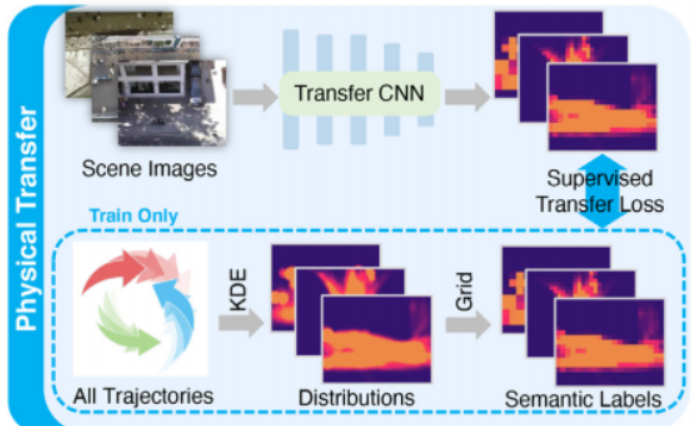 Physical Transfer
Transfer CNN
Scene Images
Supervised
Transfer Loss
Train Only
KDE
Grid
All Trajectories
Distributions
Semantic Labels